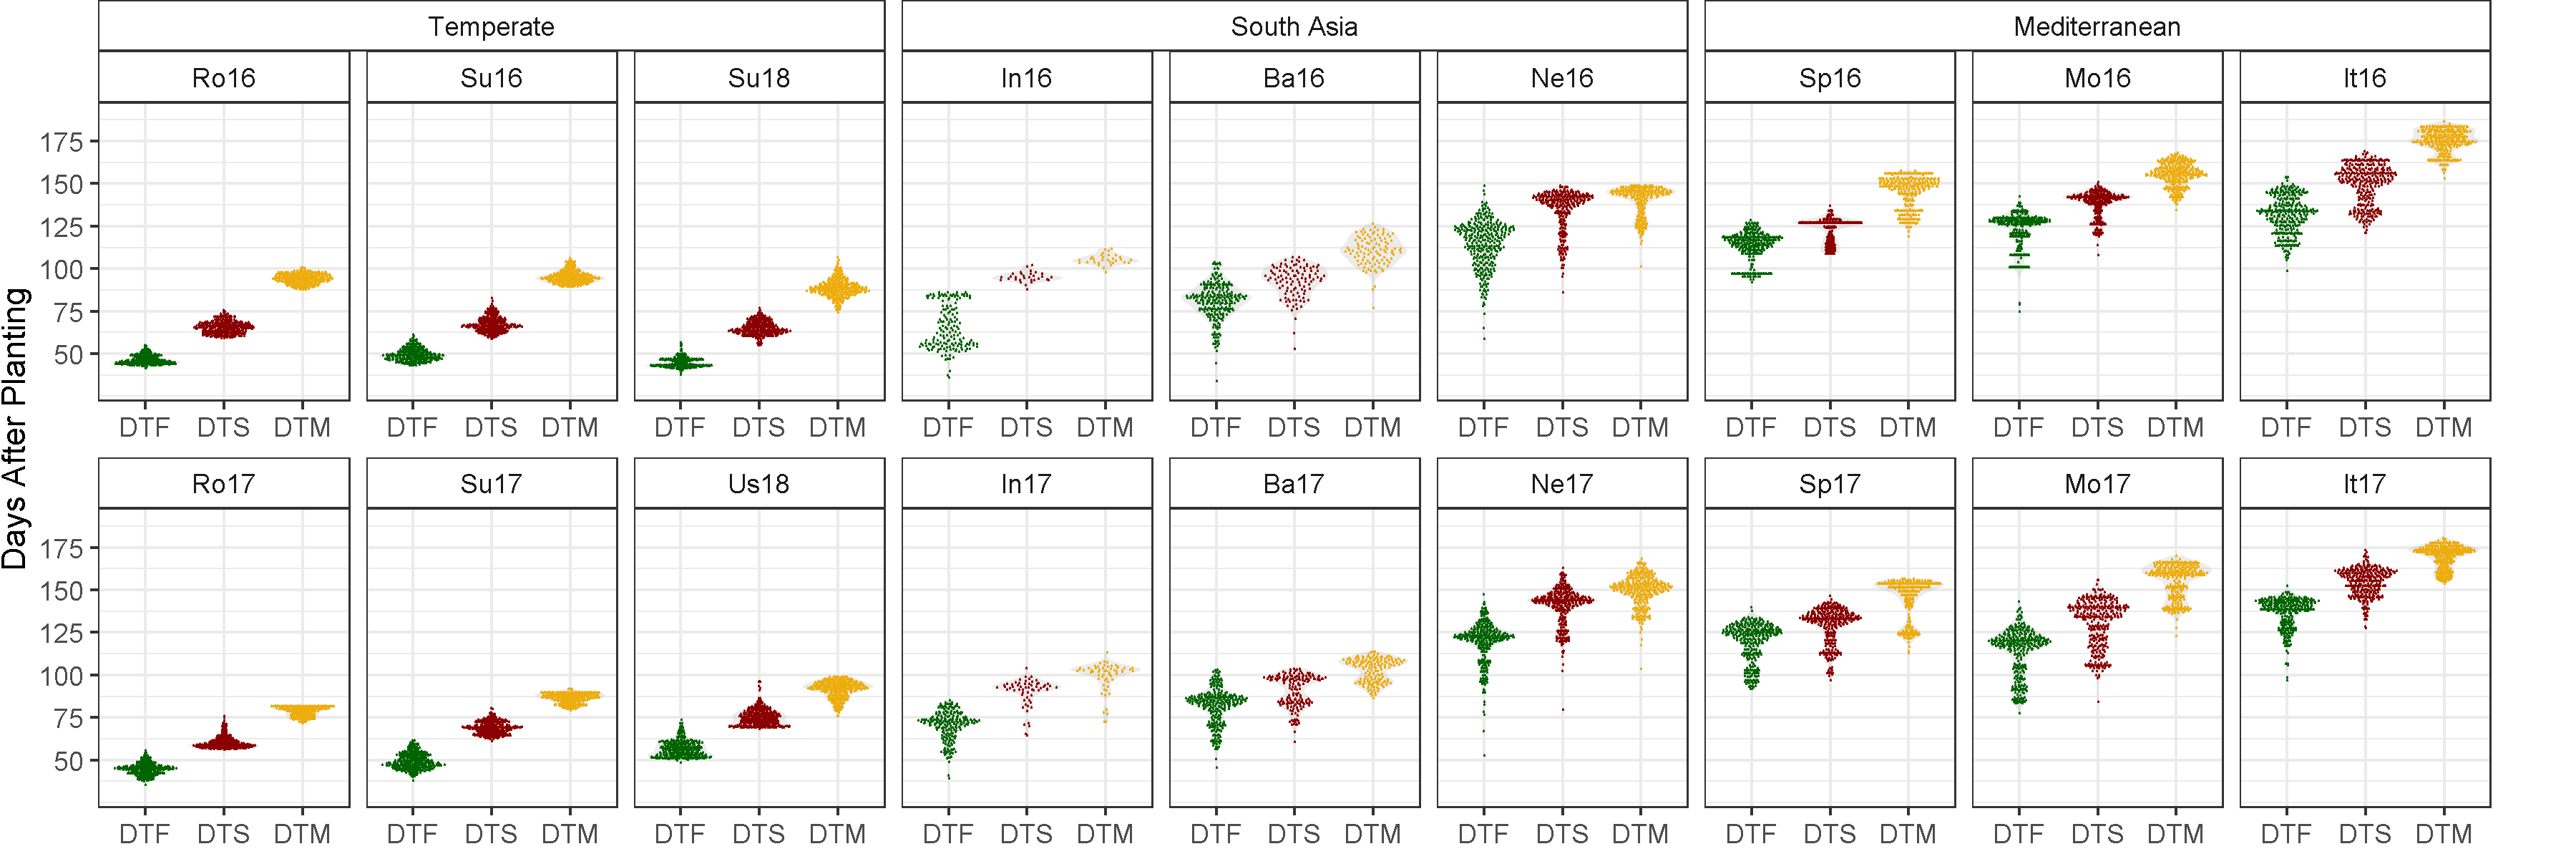 Temperate South Asia Mediterranean
Ro16 Su16 Su18 In16 Ba16 Ne16 Sp16 Mo16 It16
175
150
125
100
75
50
DTF DTS DTM DTF DTS DTM DTF DTS DTM DTF DTS DTM DTF DTS DTM DTF DTS DTM DTF DTS DTM DTF DTS DTM DTF DTS DTM
Days After Planting
Ro17 Su17 Us18 In17 Ba17 Ne17 Sp17 Mo17 It17
175
150
125
100
75
50
DTF DTS DTM DTF DTS DTM DTF DTS DTM DTF DTS DTM DTF DTS DTM DTF DTS DTM DTF DTS DTM DTF DTS DTM DTF DTS DTM